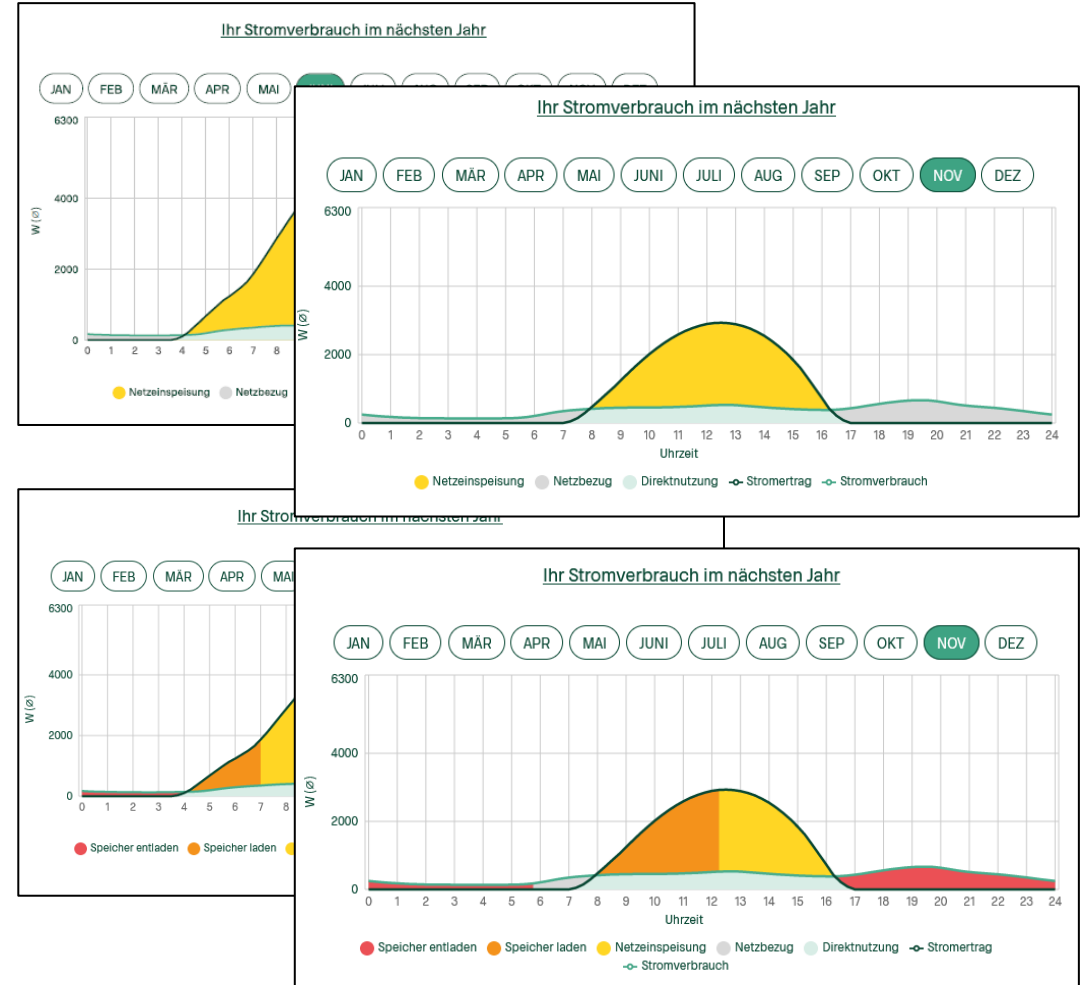 Ihr Stromverbrauch im nächsten Jahr
JAN FEB MÄR APR MAI
6300
4000
2000
0
W (⌀)
0 1 2 3 4 5 6 7 8
Netzeinspeisung Netzbezug
Ihr Stromverbrauch im nächsten Jahr
JAN FEB MÄR APR MAI JUNI JULI AUG SEP OKT NOV DEZ
6300
4000
2000
0
W (⌀)
0 1 2 3 4 5 6 7 8 9 10 11 12 13 14 15 16 17 18 19 20 21 22 23 24
Uhrzeit
Netzeinspeisung Netzbezug Direktnutzung Stromertrag Stromverbrauch
Ihr Stromverbrauch im nächsten Jahr
JAN FEB MÄR APR MAI
6300
4000
2000
0
W (⌀)
0 1 2 3 4 5 6 7 8
Speicher entladen Speicher laden
Ihr Stromverbrauch im nächsten Jahr
JAN FEB MÄR APR MAI JUNI JULI AUG SEP OKT NOV DEZ
6300
4000
2000
0
W (⌀)
0 1 2 3 4 5 6 7 8 9 10 11 12 13 14 15 16 17 18 19 20 21 22 23 24
Uhrzeit
Speicher entladen Speicher laden Netzeinspeisung Netzbezug Direktnutzung Stromertrag
Stromverbrauch